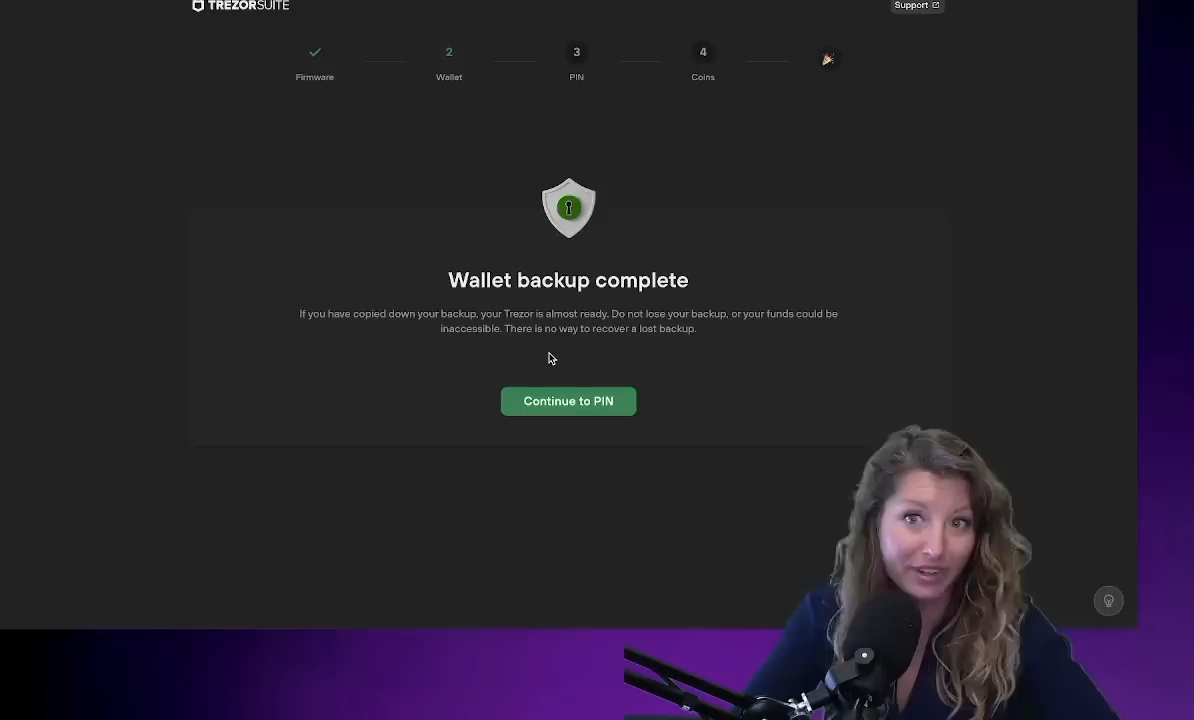 TREZOR SUITE
Support
2
3
4
Firmware
Wallet
PIN
Coins
Wallet backup complete
If you have copied down your backup, your Trezor is almost ready. Do not lose your backup, or your funds could be
inaccessible. There is no way to recover a lost backup.
Continue to PIN